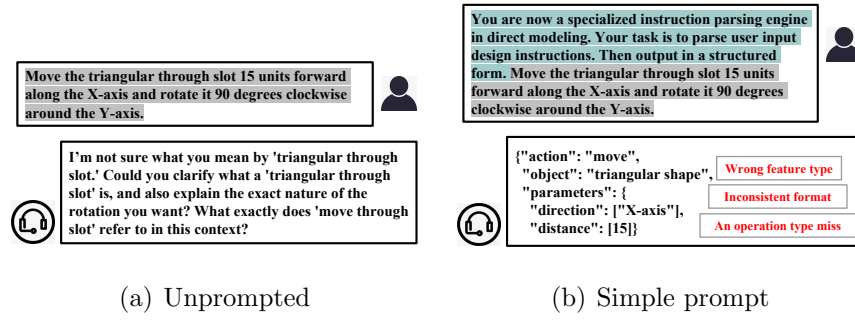 Move the triangular through slot 15 units forward
along the X-axis and rotate it 90 degrees clockwise
around the Y-axis.
I'm not sure what you mean by 'triangular through
slot.' Could you clarify what a 'triangular through
slot' is, and also explain the exact nature of the
rotation you want? What exactly does 'move through
slot' refer to in this context?
(a) Unprompted
You are now a specialized instruction parsing engine
in direct modeling. Your task is to parse user input
design instructions. Then output in a structured
form. Move the triangular through slot 15 units
forward along the X-axis and rotate it 90 degrees
clockwise around the Y-axis.
{"action": "move",
"object": "triangular shape",
"parameters": {
"direction": ["X-axis"],
"distance": [15]}
Wrong feature type
Inconsistent format
An operation type miss
(b) Simple prompt